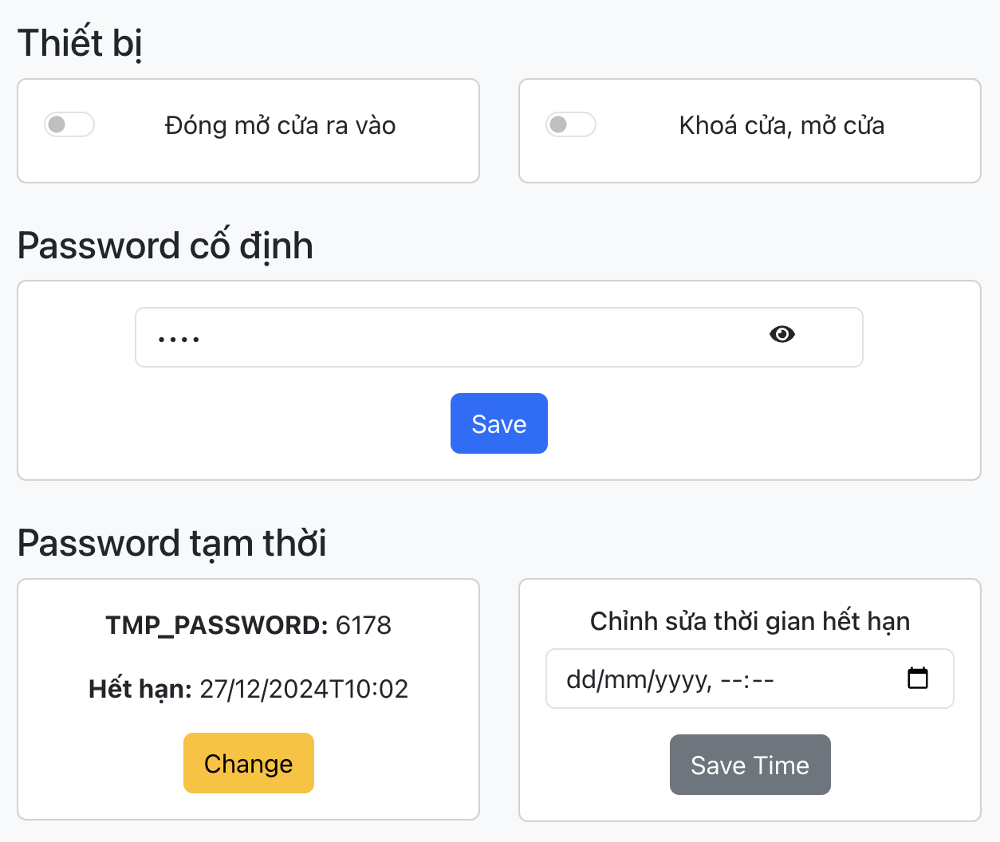 Thiết bị
Đóng mở cửa ra vào
Khoá cửa, mở cửa
Password cố định
••••
Save
Password tạm thời
TMP_PASSWORD: 6178
Hết hạn: 27/12/2024T10:02
Change
Chỉnh sửa thời gian hết hạn
dd/mm/yyyy, --:--
Save Time